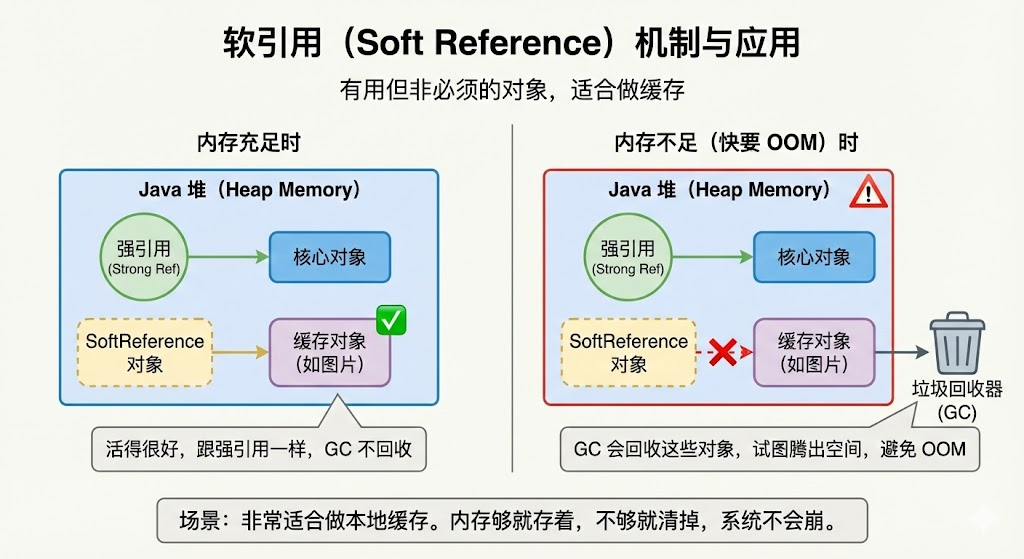 软引用（Soft Reference）机制与应用
有用但非必须的对象，适合做缓存
内存充足时
Java 堆（Heap Memory）
强引用
(Strong Ref)
核心对象
SoftReference
对象
缓存对象
（如图片）
活得很好，跟强引用一样，GC 不回收
内存不足（快要 OOM）时
Java 堆（Heap Memory）
强引用
(Strong Ref)
核心对象
SoftReference
对象
缓存对象
（如图片）
垃圾回收器
(GC)
GC 会回收这些对象，试图腾出空间，避免 OOM
场景：非常适合做本地缓存。内存够就存着，不够就清掉，系统不会崩。